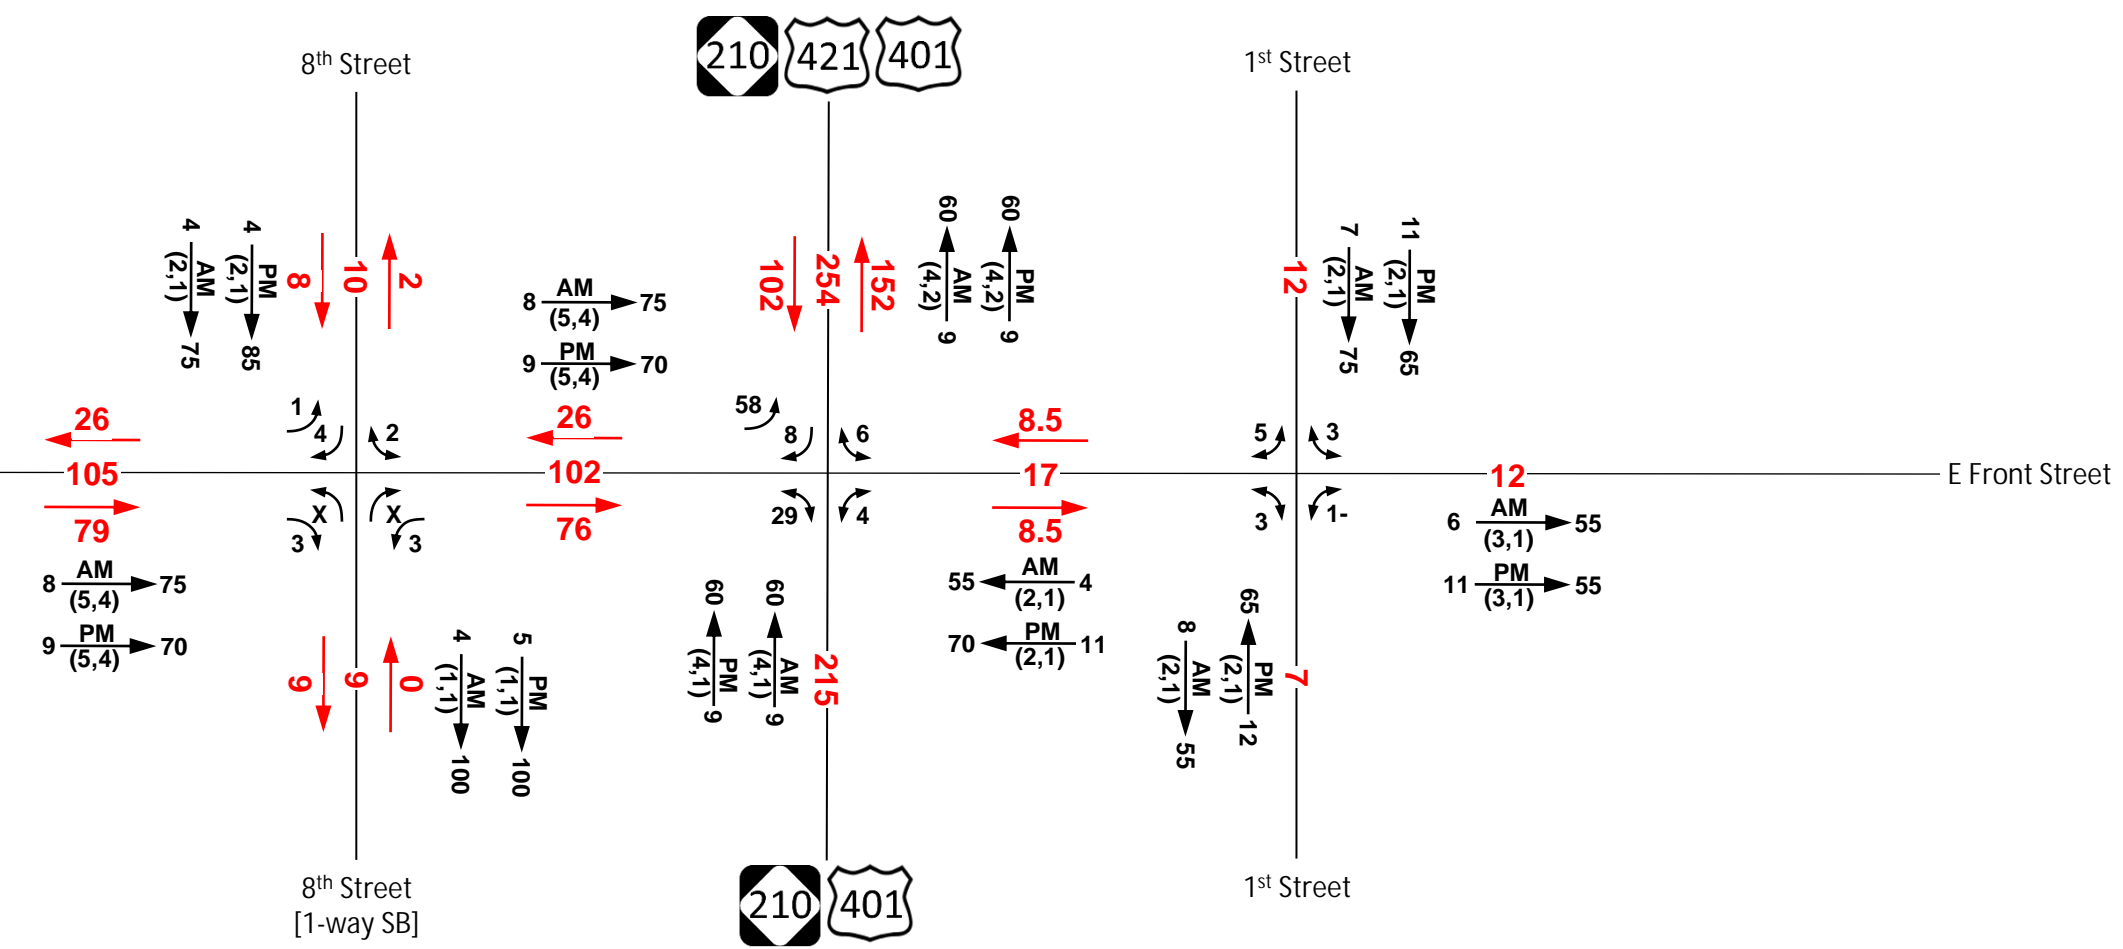 210 421 401
8th Street
1st Street
4 AM (2,1) 75
4 PM (2,1) 85
8
10
2
8 AM (5,4) 75
9 PM (5,4) 70
102
254
152
60 AM (4,2) 9
60 PM (4,2) 9
12
7 AM (2,1) 75
11 PM (2,1) 65
26
105
79
1
4
2
X
X
3
3
8 AM (5,4) 75
9 PM (5,4) 70
26
102
76
58
8
6
29
4
8.5
17
8.5
55 AM 4 (2,1)
70 PM 11 (2,1)
5
3
3
1-
12
E Front Street
6 AM (3,1) 55
11 PM (3,1) 55
9
9
0
4 AM (1,1) 100
5 PM (1,1) 100
60 PM (4,1) 9
60 AM (4,1) 9
215
8 AM (2,1) 55
65 PM (2,1) 12
7
8th Street
[1-way SB]
210 401
1st Street